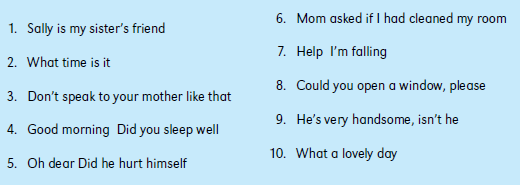 1. Sally is my sister's friend
2. What time is it
3. Don't speak to your mother like that
4. Good morning  Did you sleep well
5. Oh dear Did he hurt himself
6. Mom asked if I had cleaned my room
7. Help  I'm falling
8. Could you open a window, please
9. He's very handsome, isn't he
10. What a lovely day